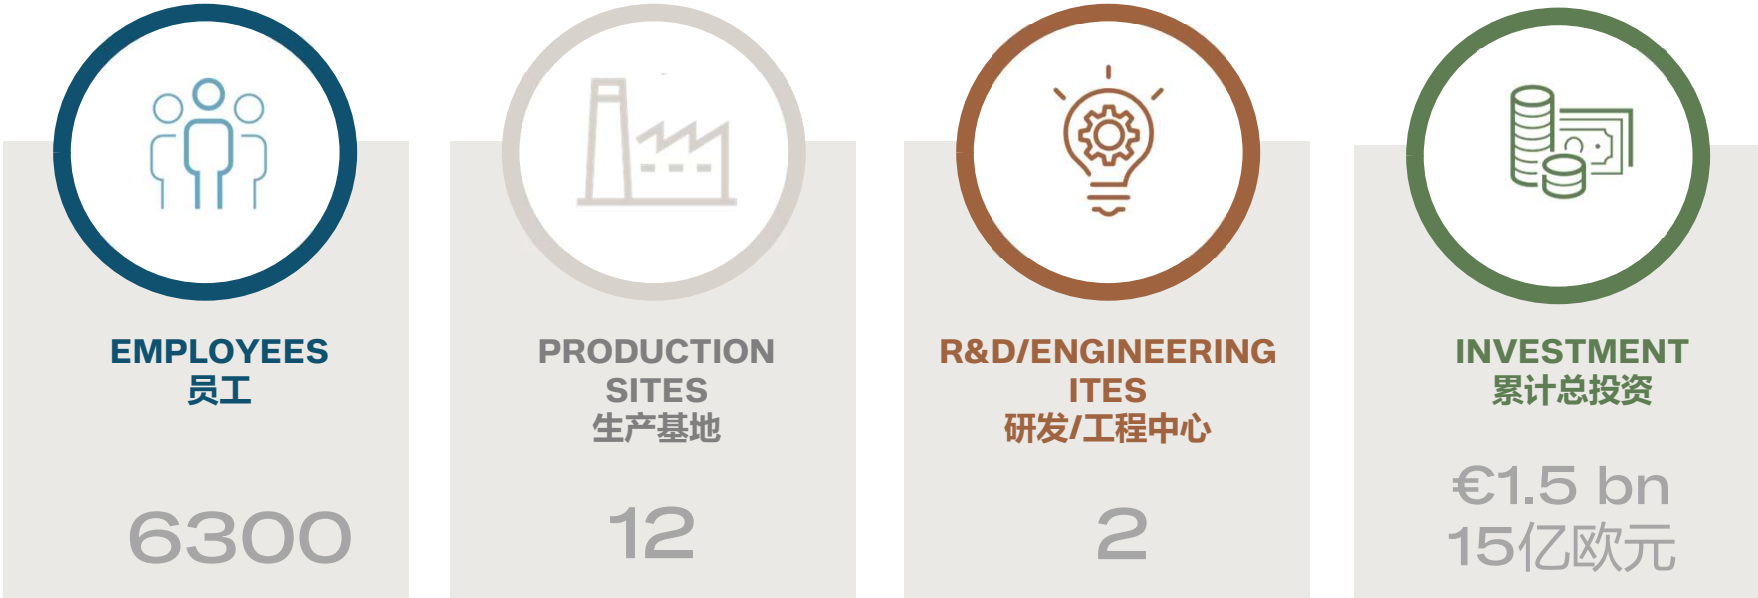 EMPLOYEES
员工
6300
PRODUCTION
SITES
生产基地
12
R&D/ENGINEERING
ITES
研发/工程中心
2
INVESTMENT
累计总投资
€1.5 bn
15亿欧元